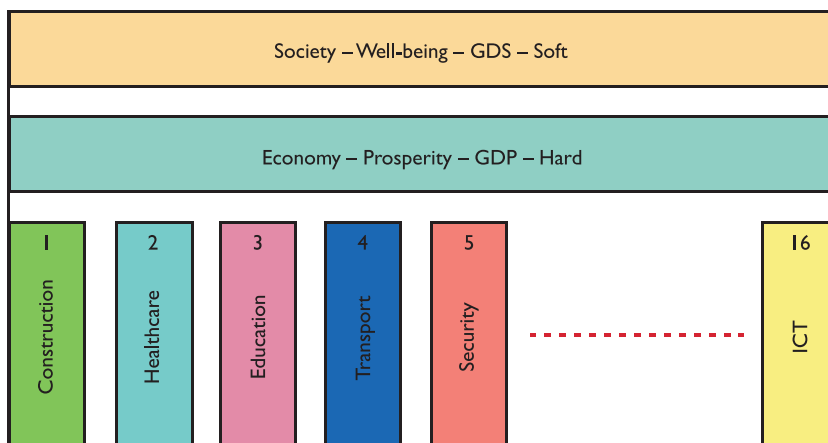 Society – Well-being – GDS – Soft
Economy – Prosperity – GDP – Hard
1
Construction
2
Healthcare
3
Education
4
Transport
5
Security
16
ICT